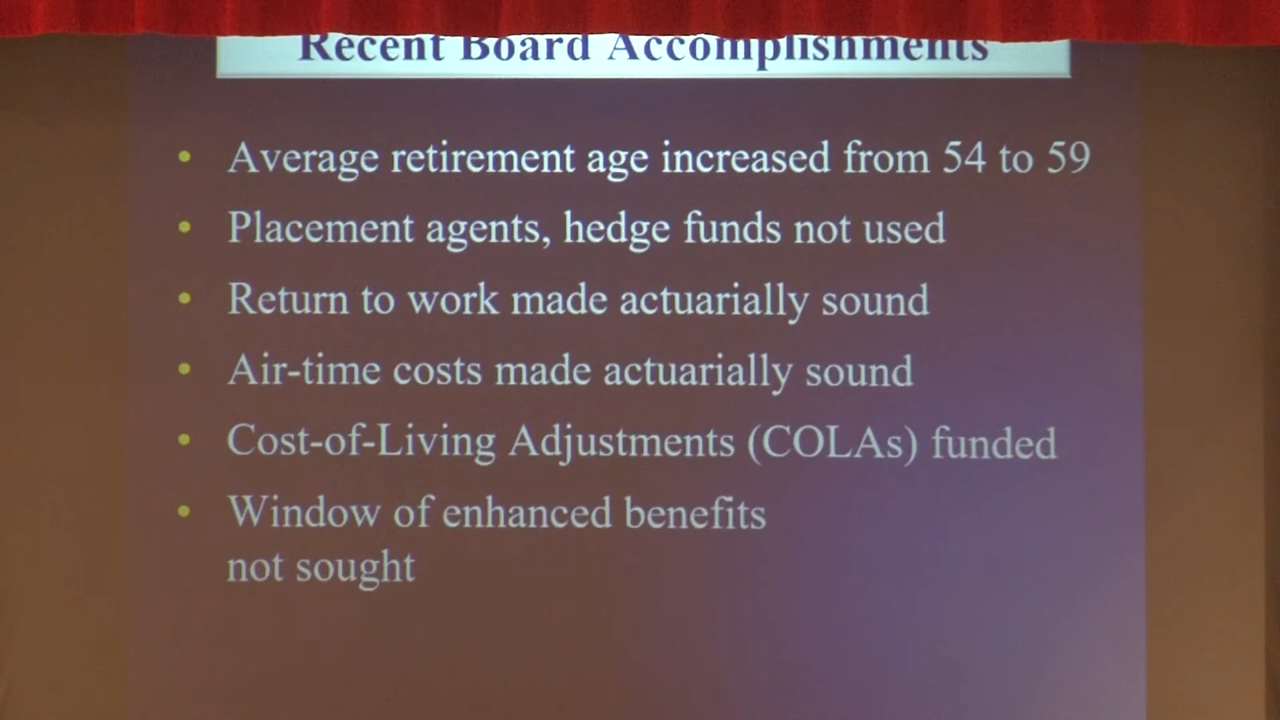 Recent Board Accomplishments
• Average retirement age increased from 54 to 59
• Placement agents, hedge funds not used
• Return to work made actuarially sound
• Air-time costs made actuarially sound
• Cost-of-Living Adjustments (COLAs) funded
• Window of enhanced benefits
not sought